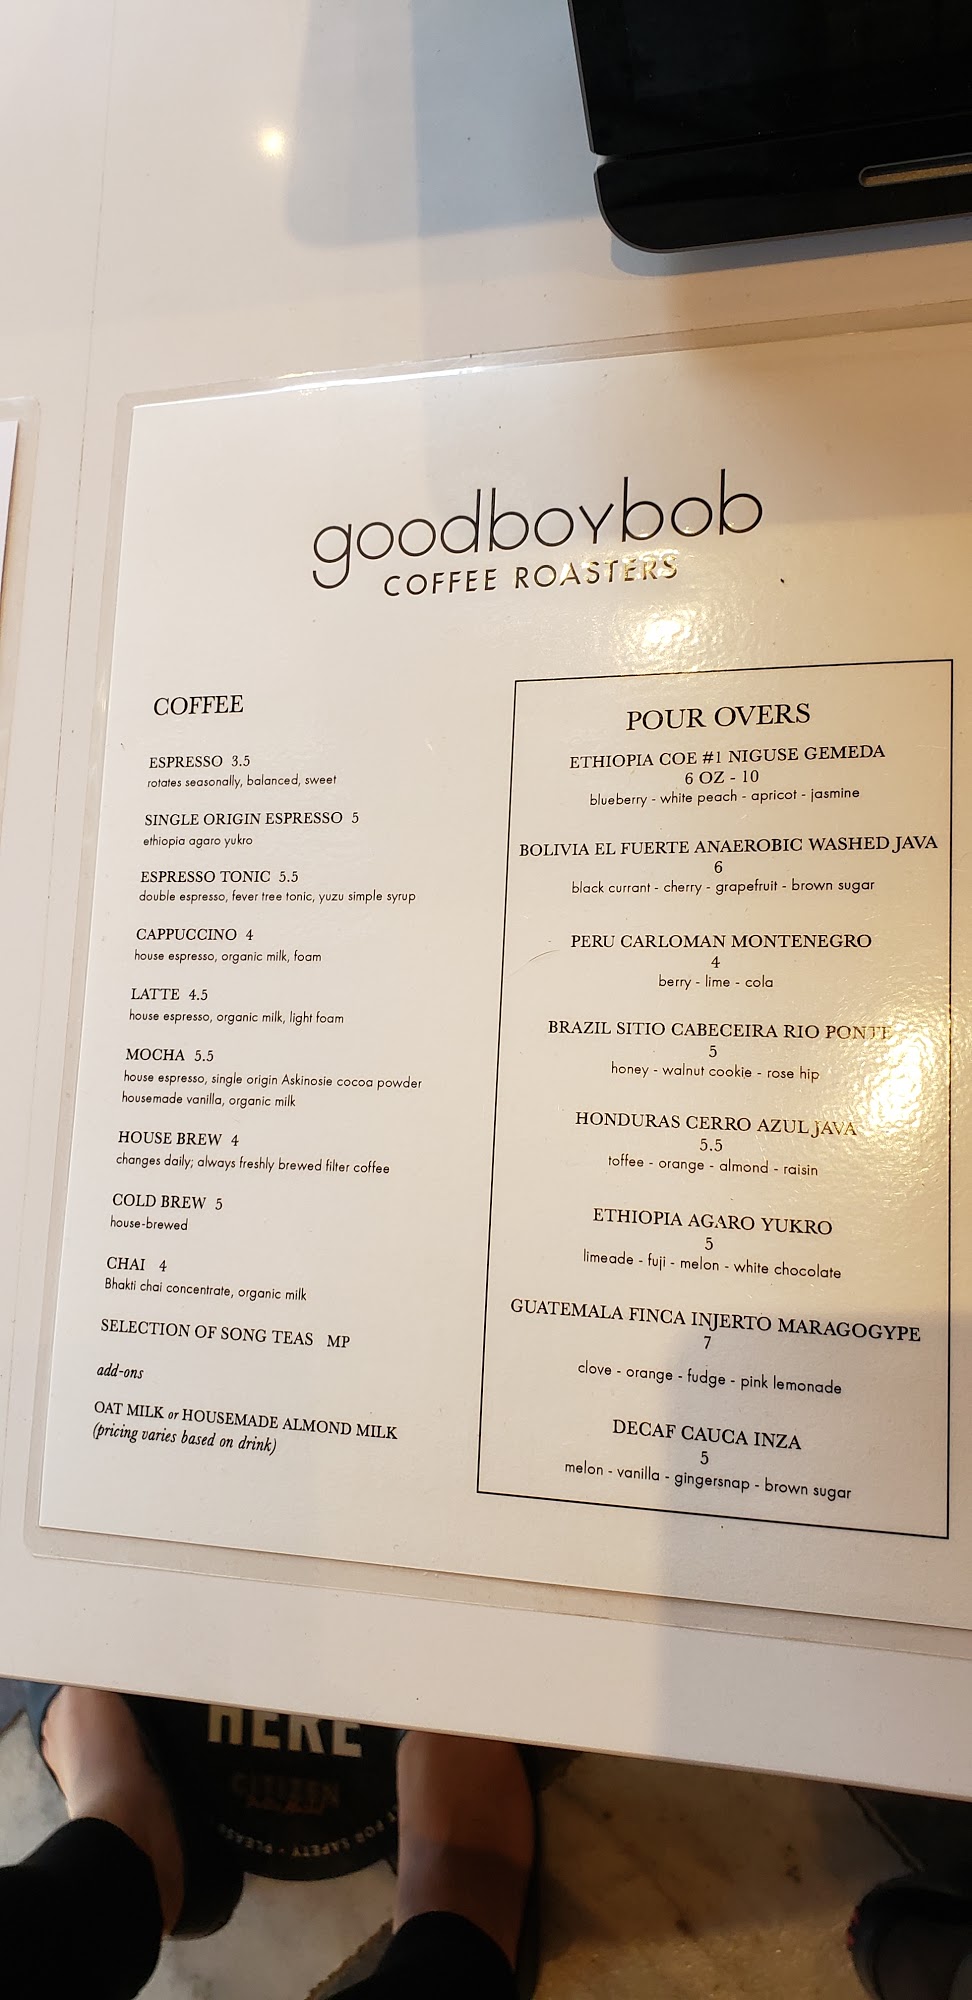 goodboybob
COFFEE ROASTERS
COFFEE
ESPRESSO 3.5
rotates seasonally, balanced, sweet
SINGLE ORIGIN ESPRESSO 5
ethiopia agaro yukro
ESPRESSO TONIC 5.5
double espresso, fever tree tonic, yuzu simple syrup
CAPPUCCINO 4
house espresso, organic milk, foam
LATTE 4.5
house espresso, organic milk, light foam
MOCHA 5.5
house espresso, single origin Askinosie cocoa powder
housemade vanilla, organic milk
HOUSE BREW 4
changes daily; always freshly brewed filter coffee
COLD BREW 5
house-brewed
CHAI 4
Bhakti chai concentrate, organic milk
SELECTION OF SONG TEAS MP
add-ons
OAT MILK or HOUSEMADE ALMOND MILK
(pricing varies based on drink)
POUR OVERS
ETHIOPIA COE #1 NIGUSE GEMEDA
6 OZ - 10
blueberry - white peach - apricot - jasmine
BOLIVIA EL FUERTE ANAEROBIC WASHED JAVA
6
black currant - cherry - grapefruit - brown sugar
PERU CARLOMAN MONTENEGRO
4
berry - lime - cola
BRAZIL SITIO CABECEIRA RIO PONTE
5
honey - walnut cookie - rose hip
HONDURAS CERRO AZUL JAVA
5.5
toffee - orange - almond - raisin
ETHIOPIA AGARO YUKRO
5
limeade - fuji - melon - white chocolate
GUATEMALA FINCA INJERTO MARAGOGYPE
7
clove - orange - fudge - pink lemonade
DECAF CAUCA INZA
5
melon - vanilla - gingersnap - brown sugar
HERE
CITIZEN
FOR SAFETY - PLEASE